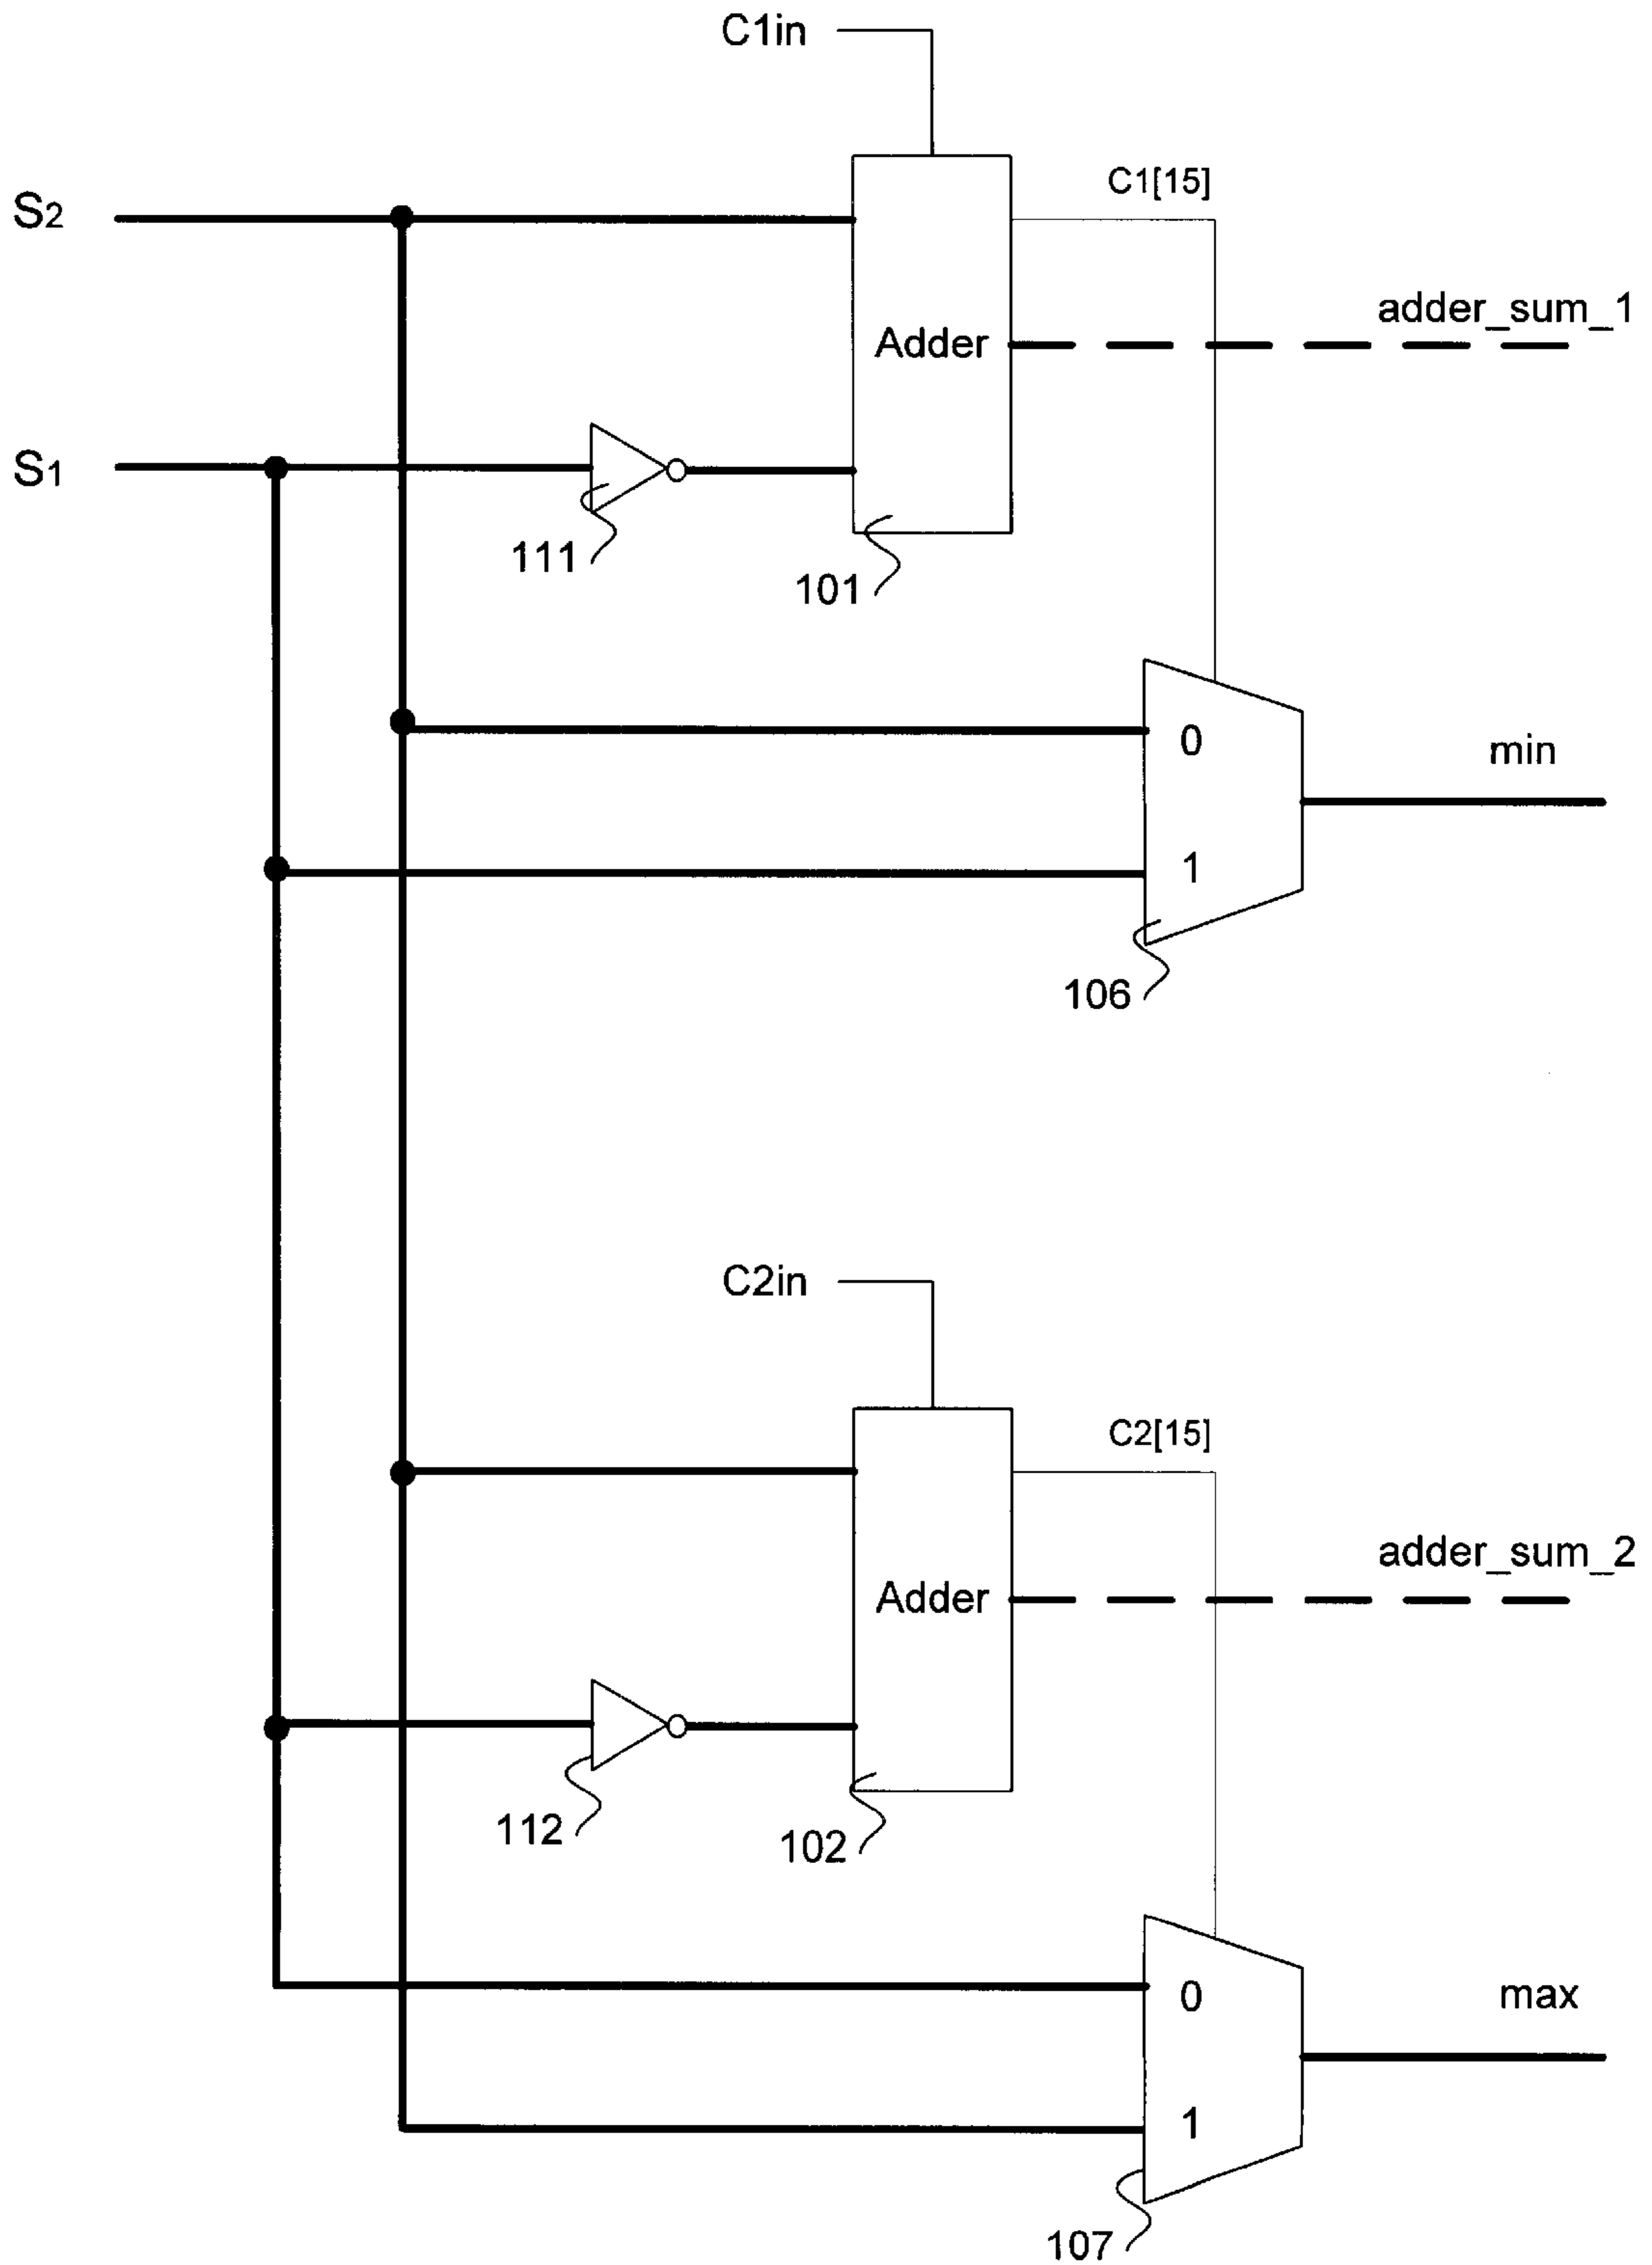 C1in
C1[15]
S2
adder_sum_1
Adder
S1
111
101
0
min
1
106
C2in
C2[15]
adder_sum_2
Adder
112
102
0
max
1
107